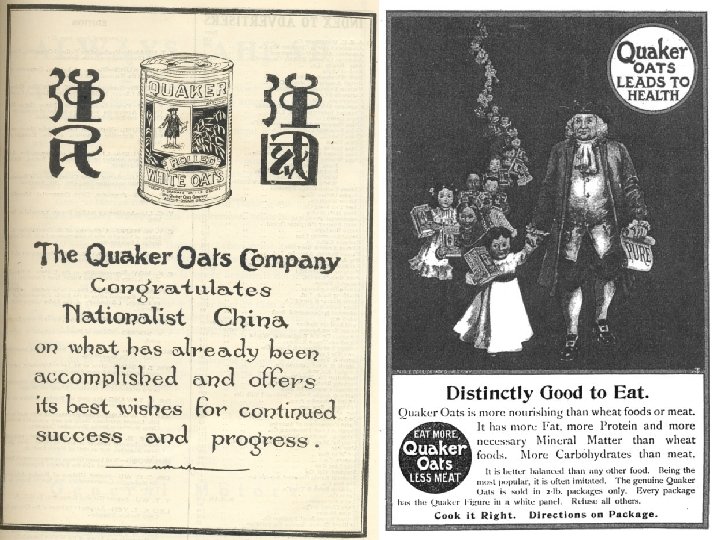 強國
強民
QUAKER
ROLLED
WHITE OATS
The Quaker Oats Company
Congratulates
Nationalist China
on what has already been
accomplished and offers
its best wishes for continued
success and progress.
Quaker
OATS
LEADS TO
HEALTH
PURE
Distinctly Good to Eat.
Quaker Oats is more nourishing than wheat foods or meat.
It has more Fat, more Protein and more
necessary Mineral Matter than wheat
foods. More Carbohydrates than meat.
EAT MORE
Quaker
Oats
LESS MEAT
It is better balanced than any other food. Being the
most popular, it is often imitated. The genuine Quaker
Oats is sold in 2-lb. packages only. Every package
has the Quaker Figure in a white panel. Refuse all others.
Cook it Right. Directions on Package.